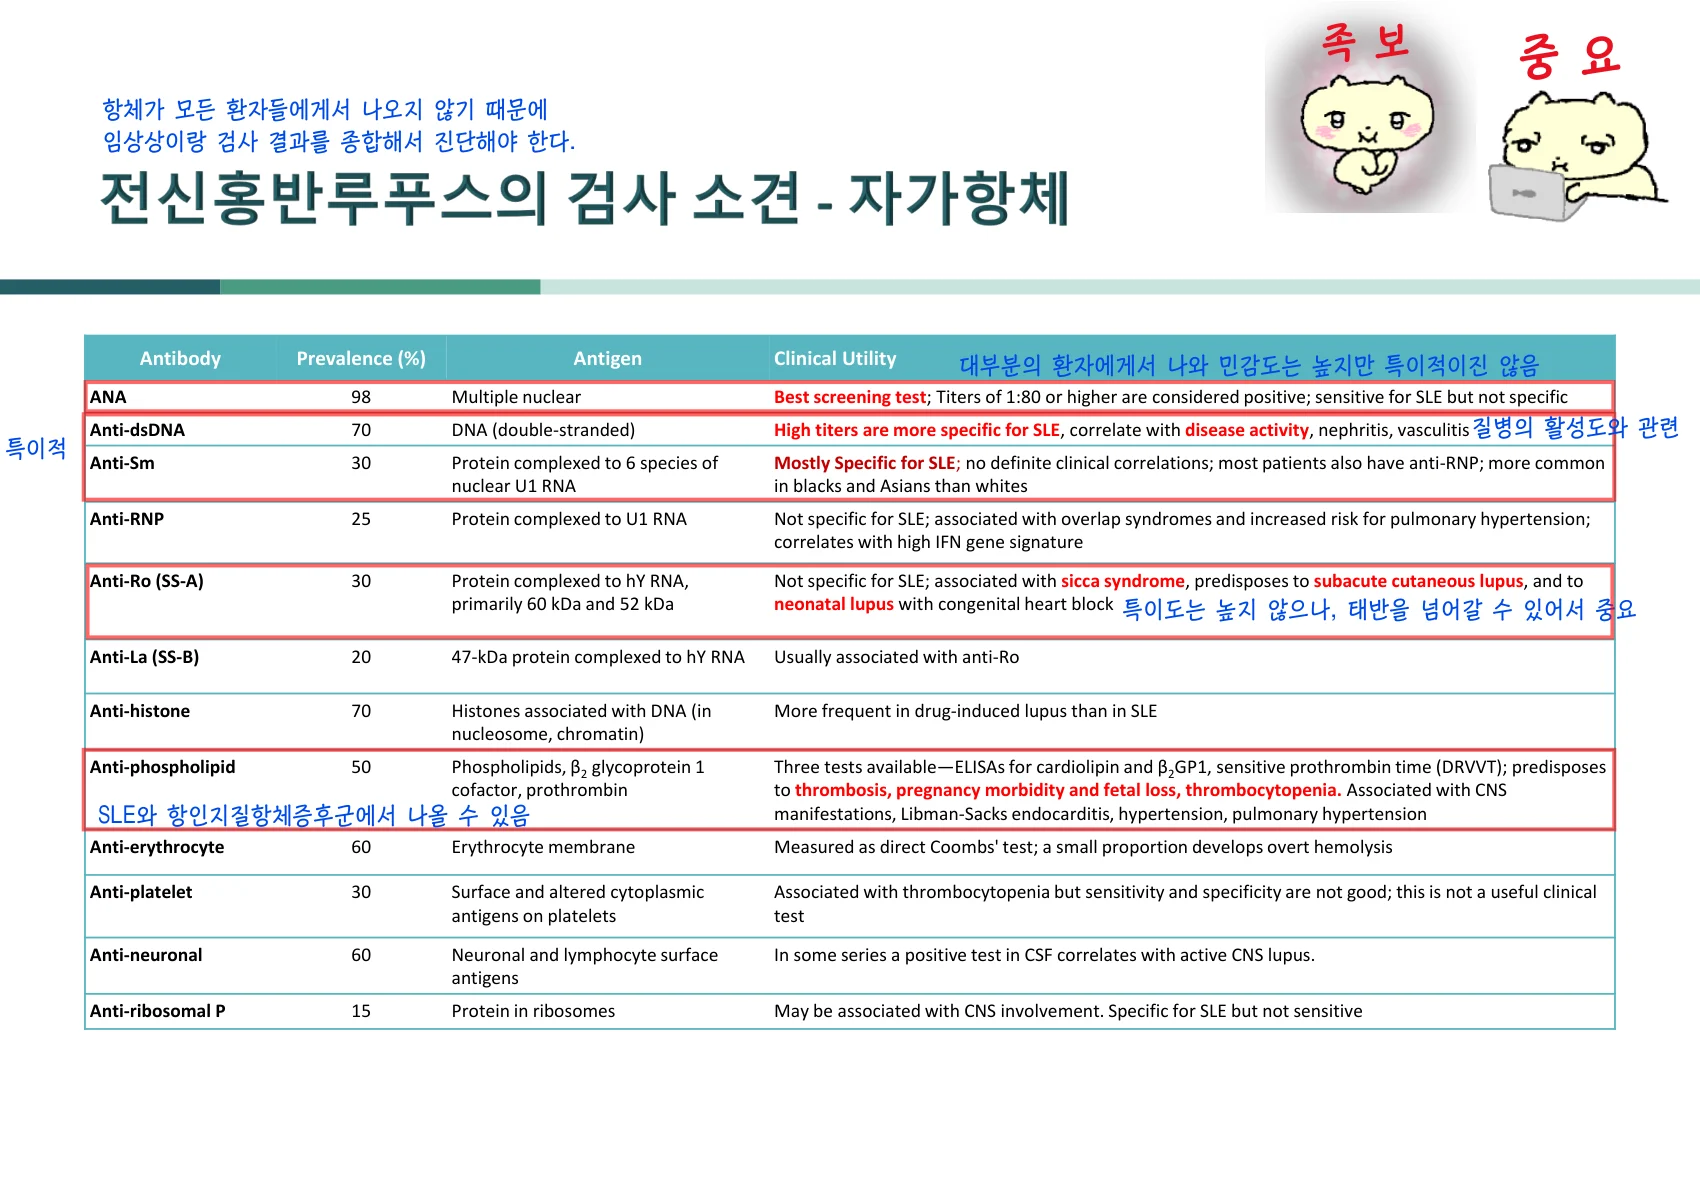 족보
중요
항체가 모든 환자들에게서 나오지 않기 때문에
임상상이랑 검사 결과를 종합해서 진단해야 한다.
전신홍반루푸스의 검사 소견 - 자가항체
Antibody Prevalence (%) Antigen Clinical Utility
대부분의 환자에게서 나와 민감도는 높지만 특이적이진 않음
ANA 98 Multiple nuclear Best screening test; Titers of 1:80 or higher are considered positive; sensitive for SLE but not specific
특이적
Anti-dsDNA 70 DNA (double-stranded) High titers are more specific for SLE, correlate with disease activity, nephritis, vasculitis 질병의 활성도와 관련
Anti-Sm 30 Protein complexed to 6 species of Mostly Specific for SLE; no definite clinical correlations; most patients also have anti-RNP; more common
nuclear U1 RNA in blacks and Asians than whites
Anti-RNP 25 Protein complexed to U1 RNA Not specific for SLE; associated with overlap syndromes and increased risk for pulmonary hypertension;
correlates with high IFN gene signature
Anti-Ro (SS-A) 30 Protein complexed to hY RNA, Not specific for SLE; associated with sicca syndrome, predisposes to subacute cutaneous lupus, and to
primarily 60 kDa and 52 kDa neonatal lupus with congenital heart block 특이도는 높지 않으나, 태반을 넘어갈 수 있어서 중요
Anti-La (SS-B) 20 47-kDa protein complexed to hY RNA Usually associated with anti-Ro
Anti-histone 70 Histones associated with DNA (in More frequent in drug-induced lupus than in SLE
nucleosome, chromatin)
Anti-phospholipid 50 Phospholipids, β2 glycoprotein 1 Three tests available—ELISAs for cardiolipin and β2GP1, sensitive prothrombin time (DRVVT); predisposes
cofactor, prothrombin to thrombosis, pregnancy morbidity and fetal loss, thrombocytopenia. Associated with CNS
SLE와 항인지질항체증후군에서 나올 수 있음 manifestations, Libman-Sacks endocarditis, hypertension, pulmonary hypertension
Anti-erythrocyte 60 Erythrocyte membrane Measured as direct Coombs' test; a small proportion develops overt hemolysis
Anti-platelet 30 Surface and altered cytoplasmic Associated with thrombocytopenia but sensitivity and specificity are not good; this is not a useful clinical
antigens on platelets test
Anti-neuronal 60 Neuronal and lymphocyte surface In some series a positive test in CSF correlates with active CNS lupus.
antigens
Anti-ribosomal P 15 Protein in ribosomes May be associated with CNS involvement. Specific for SLE but not sensitive